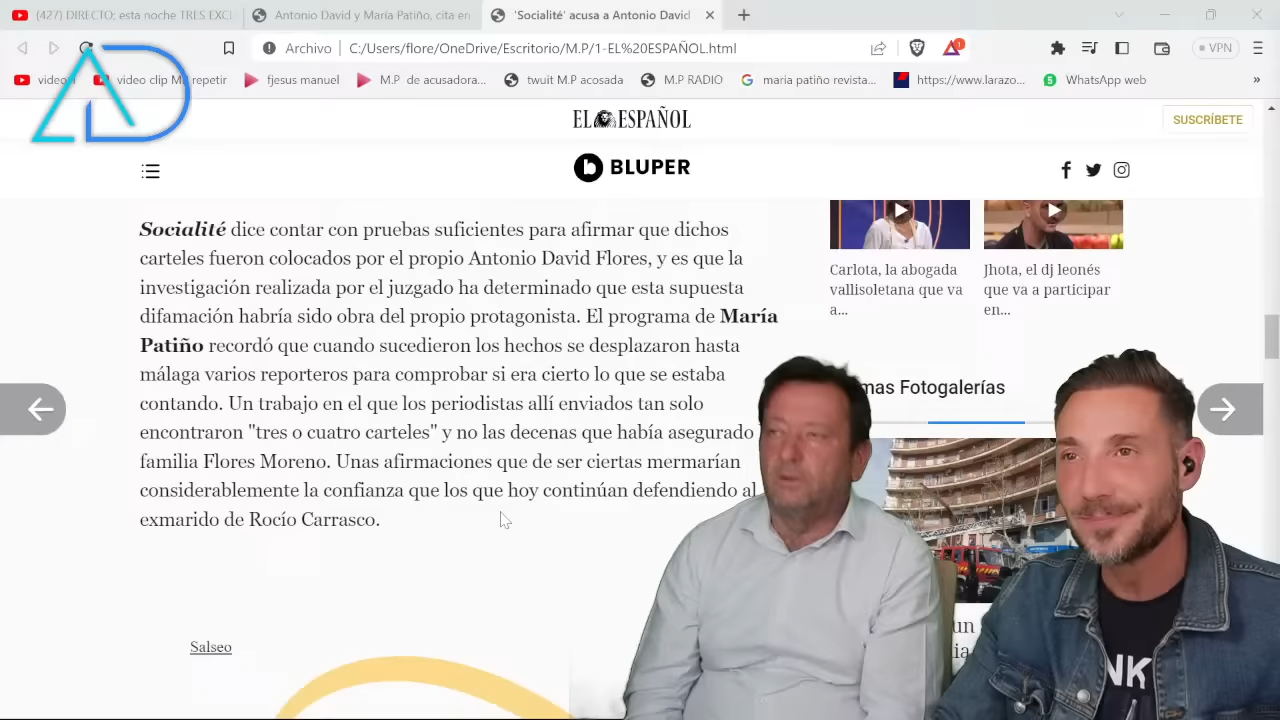 (427) DIRECTO; esta noche TRES EXCL
Antonio David y María Patiño, cita en
'Socialité' acusa a Antonio David
Archivo
C:/Users/flore/OneDrive/Escritorio/M.P/1-EL%20ESPAÑOL.html
1
VPN
video
video clip M.P repetir
fjesus manuel
M.P de acusadora...
twuit M.P acosada
M.P RADIO
maria patiño revista...
https://www.larazo...
WhatsApp web
»
AD
EL ESPAÑOL
SUSCRÍBETE
b BLUPER
Socialité dice contar con pruebas suficientes para afirmar que dichos
carteles fueron colocados por el propio Antonio David Flores, y es que la
investigación realizada por el juzgado ha determinado que esta supuesta
difamación habría sido obra del propio protagonista. El programa de María
Patiño recordó que cuando sucedieron los hechos se desplazaron hasta
málaga varios reporteros para comprobar si era cierto lo que se estaba
contando. Un trabajo en el que los periodistas allí enviados tan solo
encontraron "tres o cuatro carteles" y no las decenas que había asegurado
familia Flores Moreno. Unas afirmaciones que de ser ciertas mermarían
considerablemente la confianza que los que hoy continúan defendiendo al
exmarido de Rocío Carrasco.
Salseo
Carlota, la abogada
vallisoletana que va
a...
Jhota, el dj leonés
que va a participar
en...
mas Fotogalerías
un
ia
NK